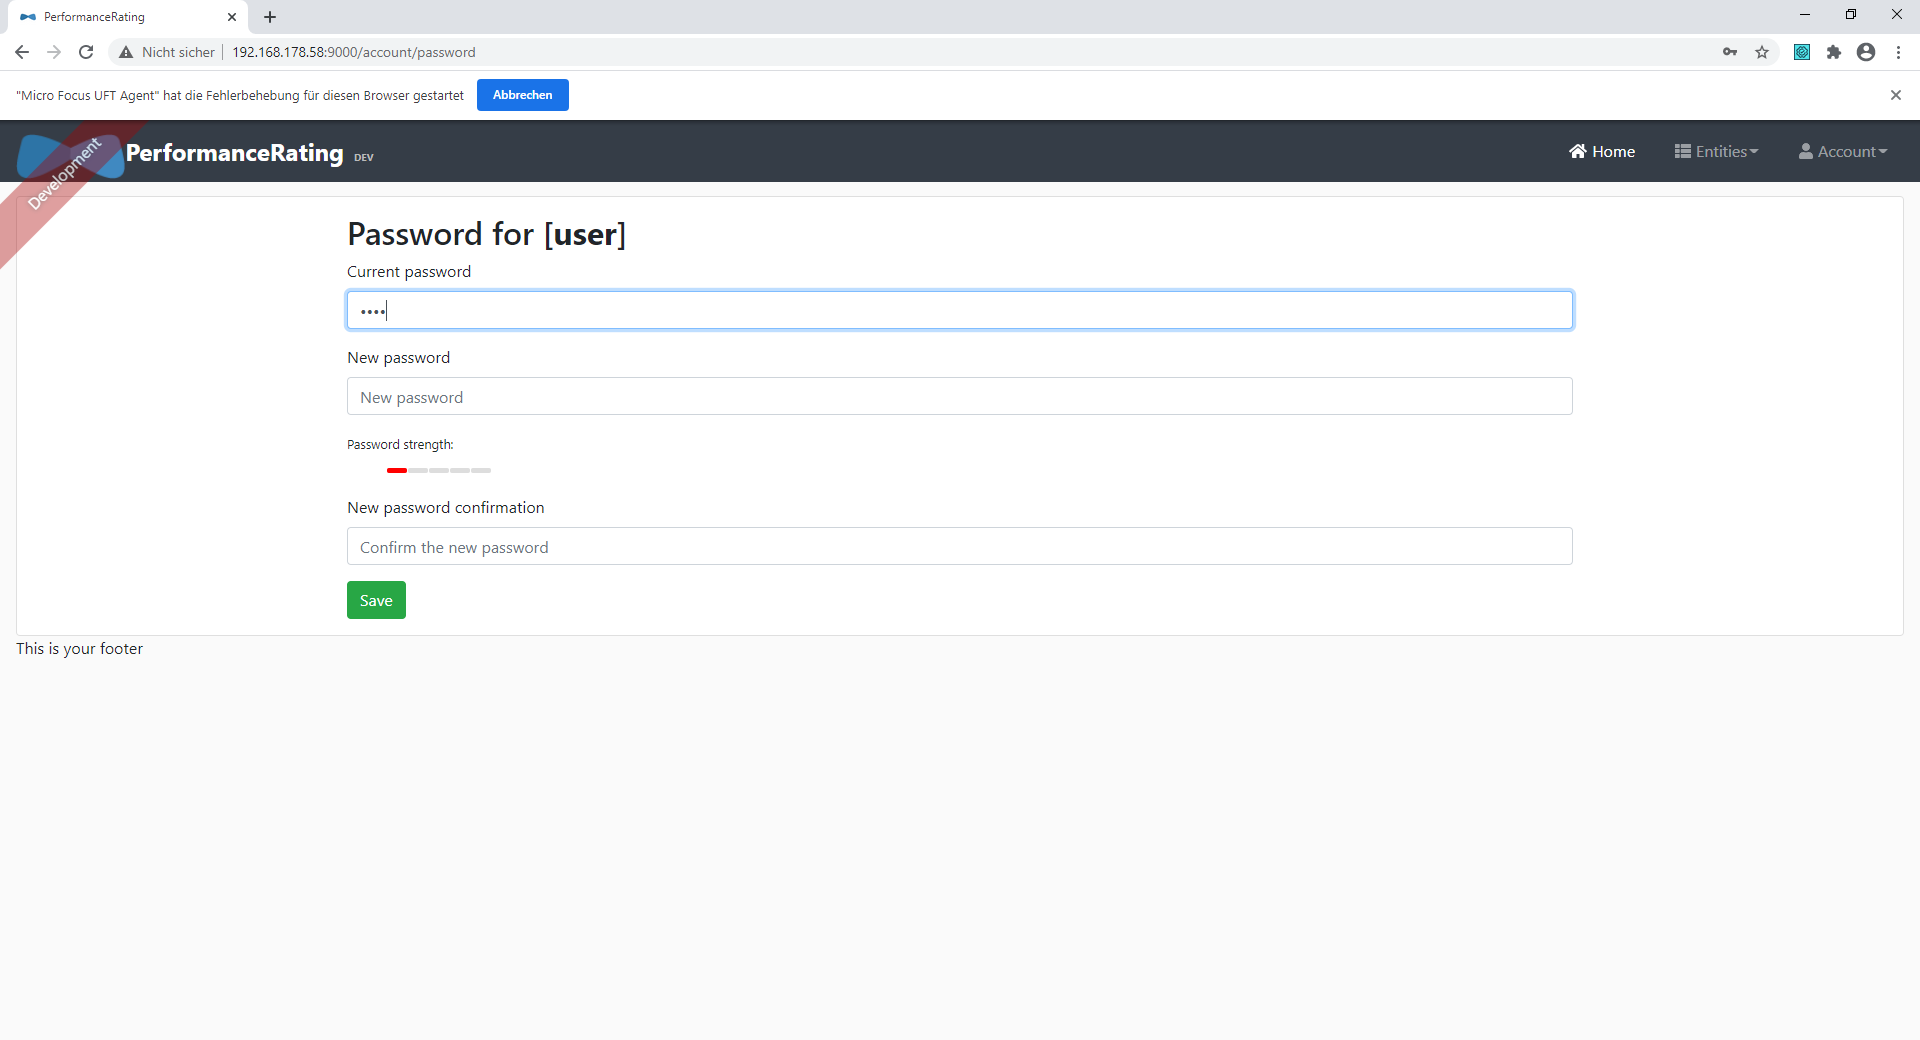 PerformanceRating
Nicht sicher 192.168.178.58:9000/account/password
"Micro Focus UFT Agent" hat die Fehlerbehebung für diesen Browser gestartet Abbrechen
Development
PerformanceRating DEV
Home Entities Account
Password for [user]
Current password
••••
New password
New password
Password strength:
New password confirmation
Confirm the new password
Save
This is your footer